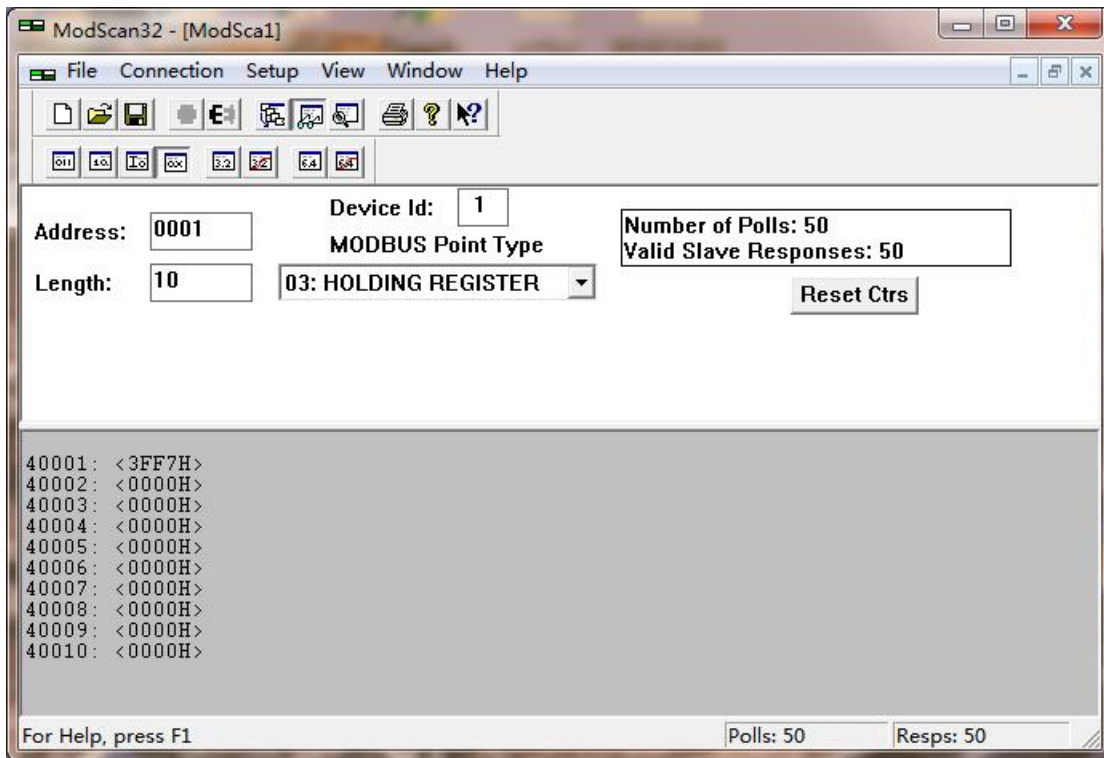 ModScan32 - [ModSca1]
File Connection Setup View Window Help
Address: 0001
Device Id: 1
MODBUS Point Type
Length: 10
03: HOLDING REGISTER
Number of Polls: 50
Valid Slave Responses: 50
Reset Ctrs
40001: <3FF7H>
40002: <0000H>
40003: <0000H>
40004: <0000H>
40005: <0000H>
40006: <0000H>
40007: <0000H>
40008: <0000H>
40009: <0000H>
40010: <0000H>
For Help, press F1
Polls: 50
Resps: 50